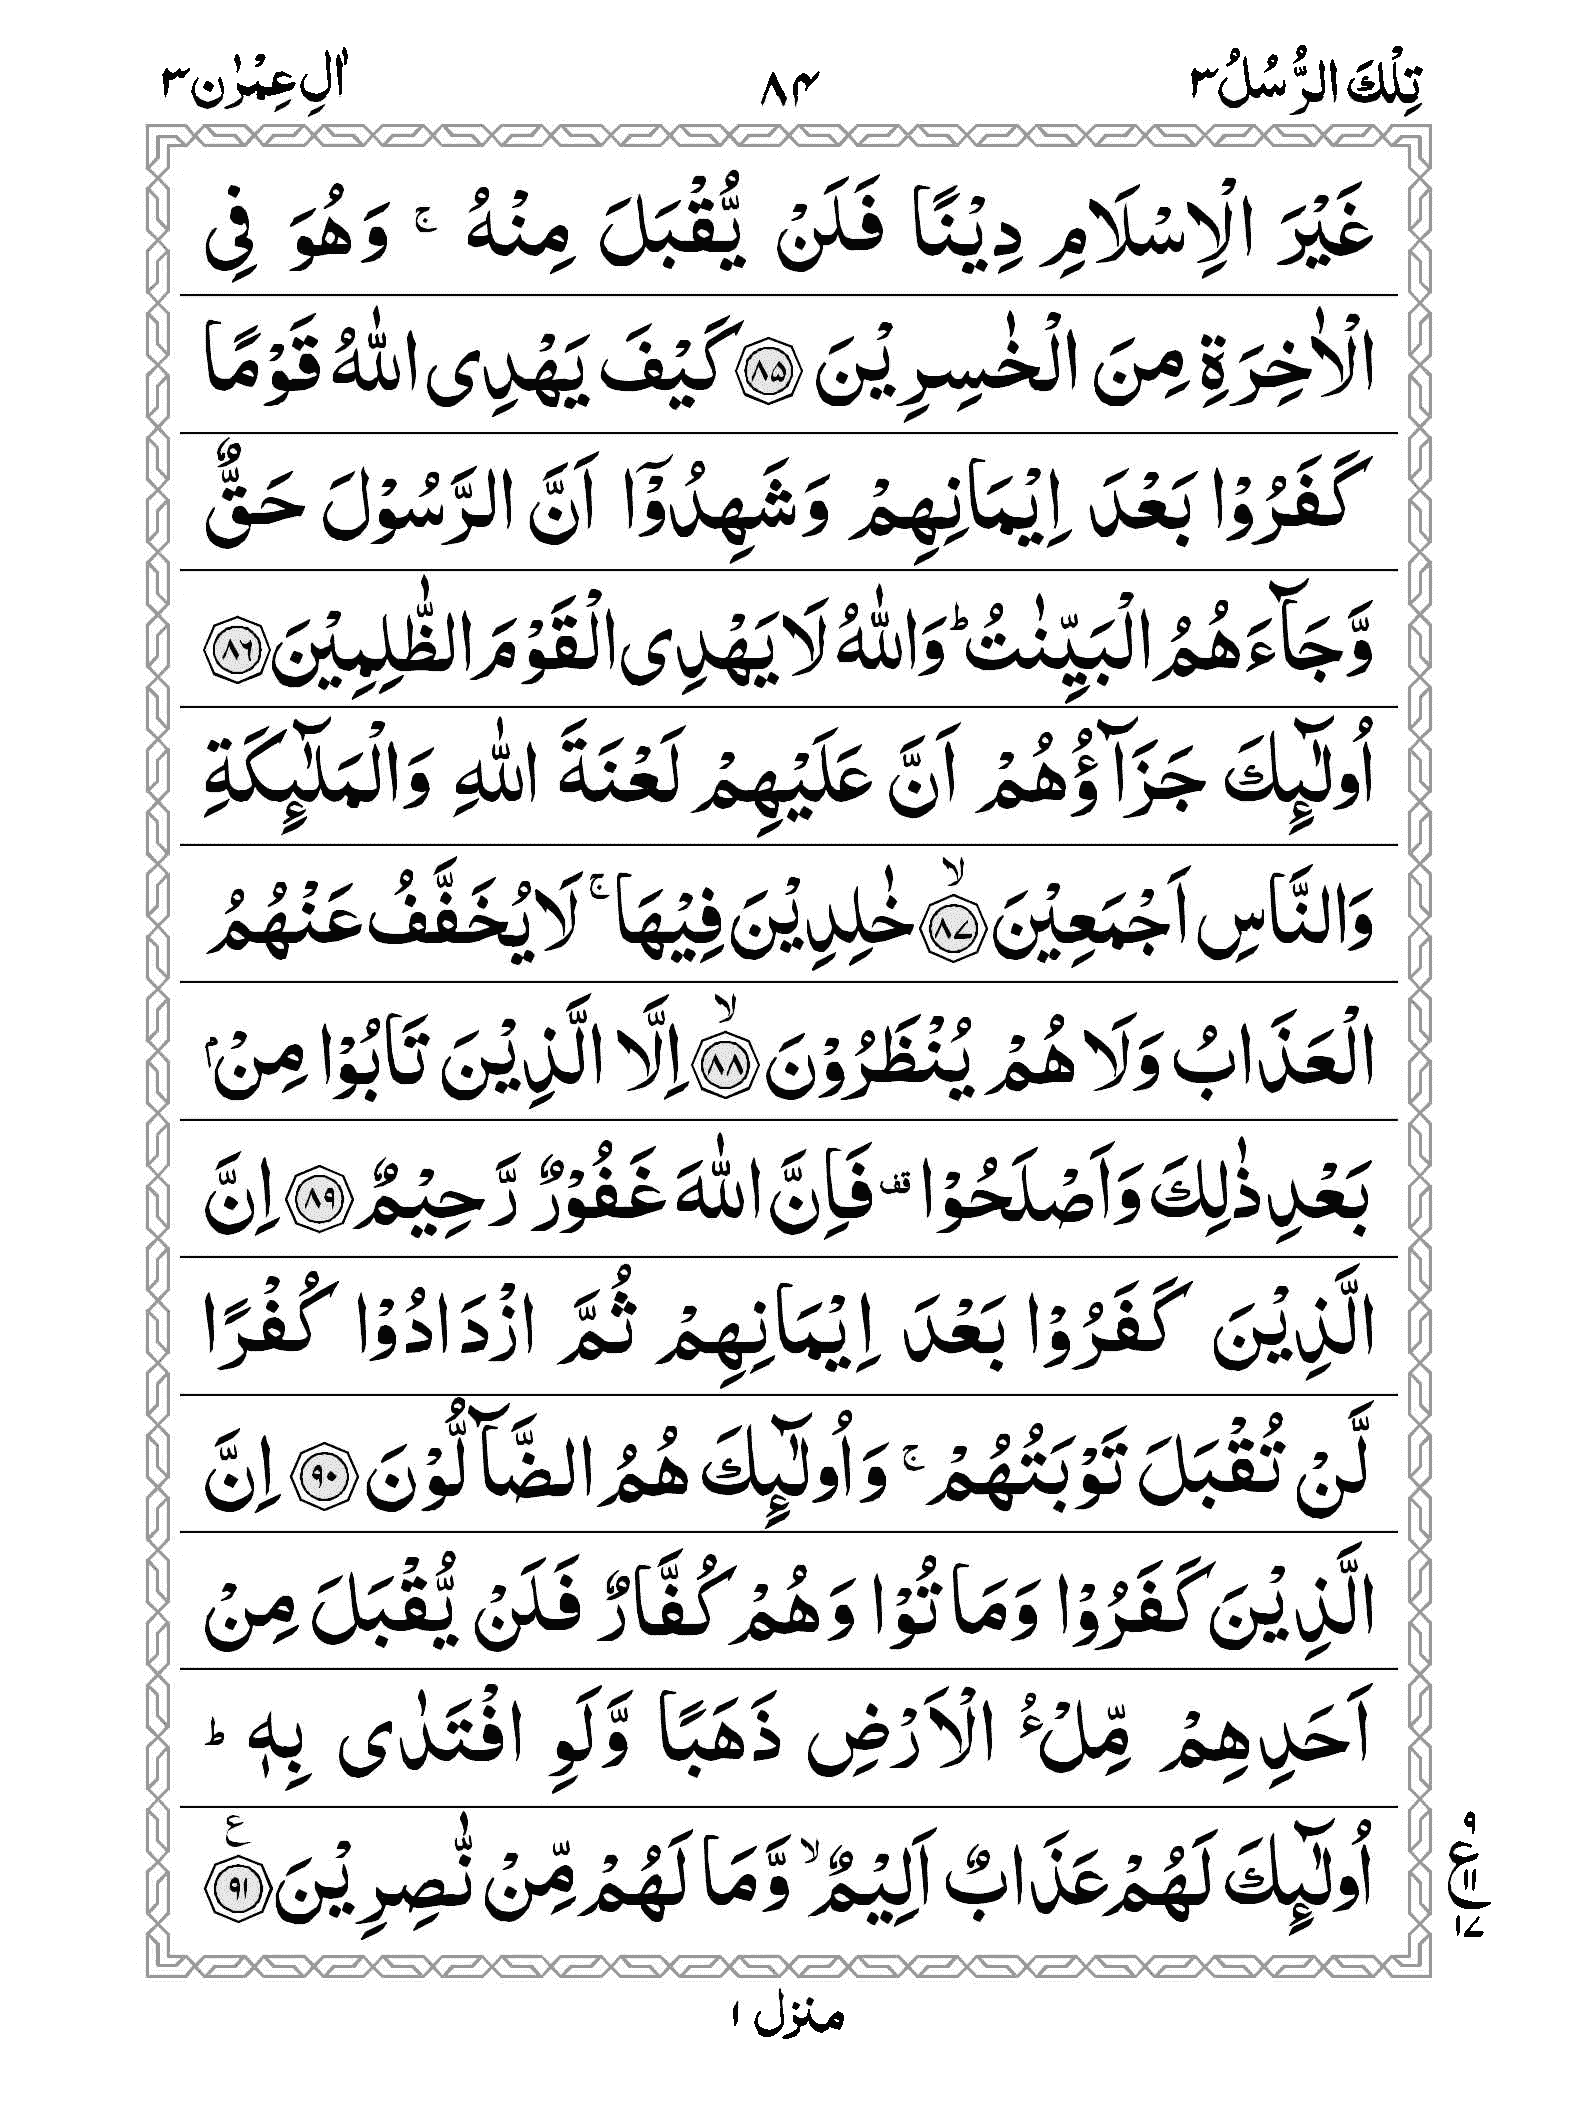 تِلْكَ الرُّسُلُ ٣ ٨٤ اٰلِ عِمْرٰن ٣
غَيْرَ الْاِسْلَامِ دِيْنًا فَلَنْ يُّقْبَلَ مِنْهُ ۚ وَهُوَ فِى
الْاٰخِرَةِ مِنَ الْخٰسِرِيْنَ ۝٨٥ كَيْفَ يَهْدِى اللّٰهُ قَوْمًا
كَفَرُوْا بَعْدَ اِيْمَانِهِمْ وَشَهِدُوْٓا اَنَّ الرَّسُوْلَ حَقٌّ
وَّجَآءَهُمُ الْبَيِّنٰتُ ؕ وَاللّٰهُ لَا يَهْدِى الْقَوْمَ الظّٰلِمِيْنَ ۝٨٦
اُولٰٓئِكَ جَزَآؤُهُمْ اَنَّ عَلَيْهِمْ لَعْنَةَ اللّٰهِ وَالْمَلٰٓئِكَةِ
وَالنَّاسِ اَجْمَعِيْنَ ۝٨٧ۙ خٰلِدِيْنَ فِيْهَا ۚ لَا يُخَفَّفُ عَنْهُمُ
الْعَذَابُ وَلَا هُمْ يُنْظَرُوْنَ ۝٨٨ۙ اِلَّا الَّذِيْنَ تَابُوْا مِنْۢ
بَعْدِ ذٰلِكَ وَاَصْلَحُوْا قف فَاِنَّ اللّٰهَ غَفُوْرٌ رَّحِيْمٌ ۝٨٩ اِنَّ
الَّذِيْنَ كَفَرُوْا بَعْدَ اِيْمَانِهِمْ ثُمَّ ازْدَادُوْا كُفْرًا
لَّنْ تُقْبَلَ تَوْبَتُهُمْ ۚ وَاُولٰٓئِكَ هُمُ الضَّآلُّوْنَ ۝٩٠ اِنَّ
الَّذِيْنَ كَفَرُوْا وَمَاتُوْا وَهُمْ كُفَّارٌ فَلَنْ يُّقْبَلَ مِنْ
اَحَدِهِمْ مِّلْءُ الْاَرْضِ ذَهَبًا وَّلَوِ افْتَدٰى بِهٖ ؕ
اُولٰٓئِكَ لَهُمْ عَذَابٌ اَلِيْمٌ ۙ وَّمَا لَهُمْ مِّنْ نّٰصِرِيْنَ ۝٩١ ع
٩
ع
١١
١٧
منزل ١